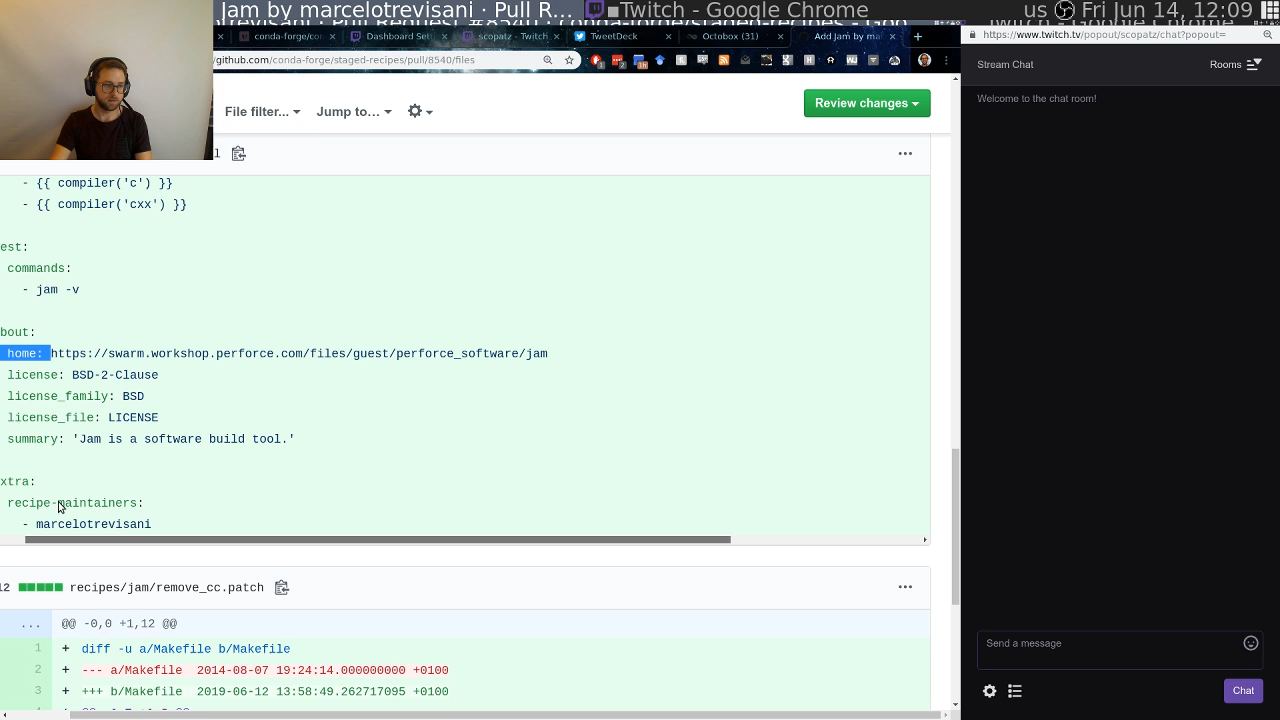 Jam by marcelotrevisani · Pull R...
Twitch - Google Chrome
us
Fri Jun 14, 12:09
conda-forge/co
Dashboard Set
scopatz - Twitch
TweetDeck
Octobox (31)
Add Jam by ma
github.com/conda-forge/staged-recipes/pull/8540/files
https://www.twitch.tv/popout/scopatz/chat?popout=
Stream Chat
Rooms
Welcome to the chat room!
File filter...
Jump to...
Review changes
- {{ compiler('c') }}
- {{ compiler('cxx') }}
est:
commands:
- jam -v
bout:
home: https://swarm.workshop.perforce.com/files/guest/perforce_software/jam
license: BSD-2-Clause
license_family: BSD
license_file: LICENSE
summary: 'Jam is a software build tool.'
xtra:
recipe-maintainers:
- marcelotrevisani
12 recipes/jam/remove_cc.patch
... @@ -0,0 +1,12 @@
1 + diff -u a/Makefile b/Makefile
2 + --- a/Makefile 2014-08-07 19:24:14.000000000 +0100
3 + +++ b/Makefile 2019-06-12 13:58:49.262717095 +0100
Send a message
Chat